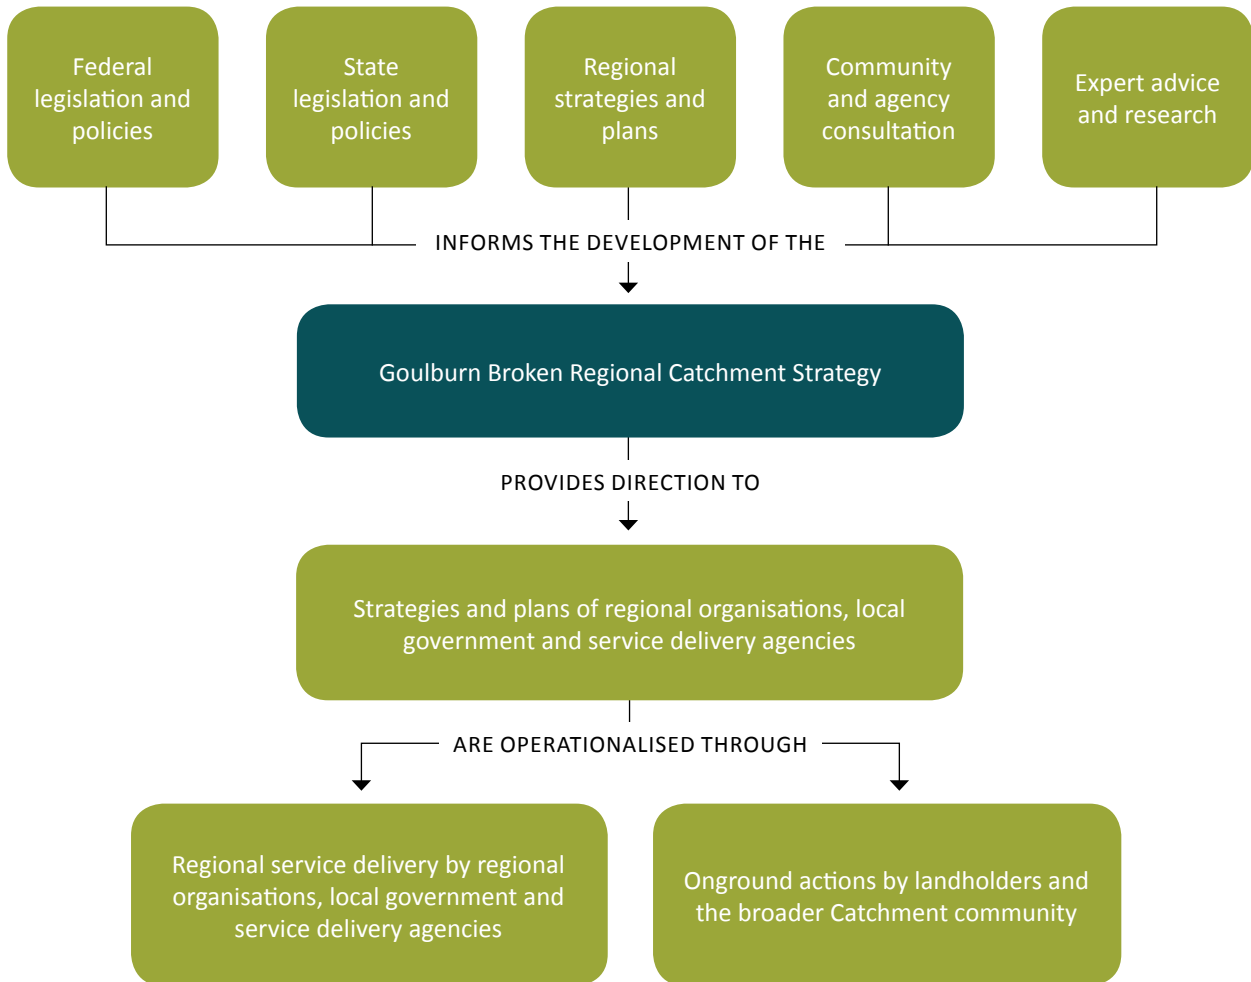 Federal
legislation and
policies
State
legislation and
policies
Regional
strategies and
plans
Community
and agency
consultation
Expert advice
and research
INFORMS THE DEVELOPMENT OF THE
Goulburn Broken Regional Catchment Strategy
PROVIDES DIRECTION TO
Strategies and plans of regional organisations, local
government and service delivery agencies
ARE OPERATIONALISED THROUGH
Regional service delivery by regional
organisations, local government and
service delivery agencies
Onground actions by landholders and
the broader Catchment community